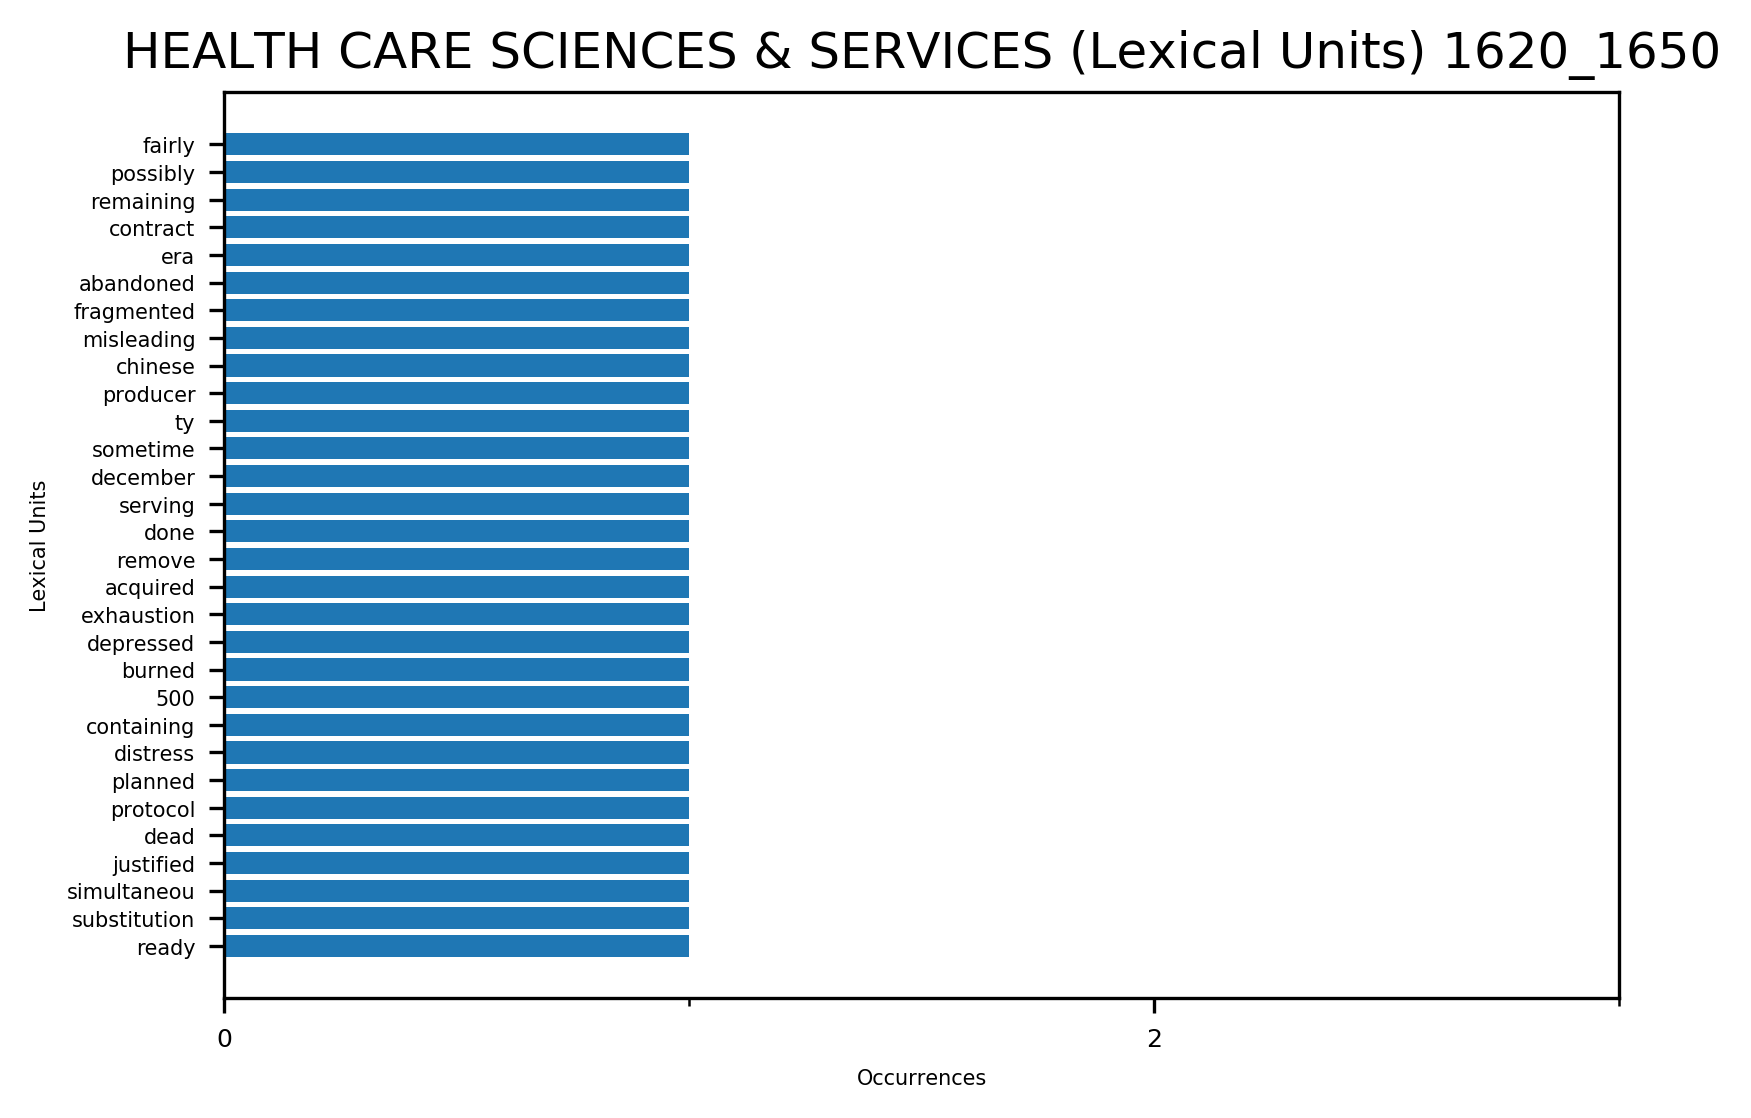 HEALTH CARE SCIENCES & SERVICES (Lexical Units) 1620_1650
fairly
possibly
remaining
contract
era
abandoned
fragmented
misleading
chinese
producer
ty
sometime
december
serving
done
remove
acquired
exhaustion
depressed
burned
500
containing
distress
planned
protocol
dead
justified
simultaneou
substitution
ready
Lexical Units
0
2
Occurrences